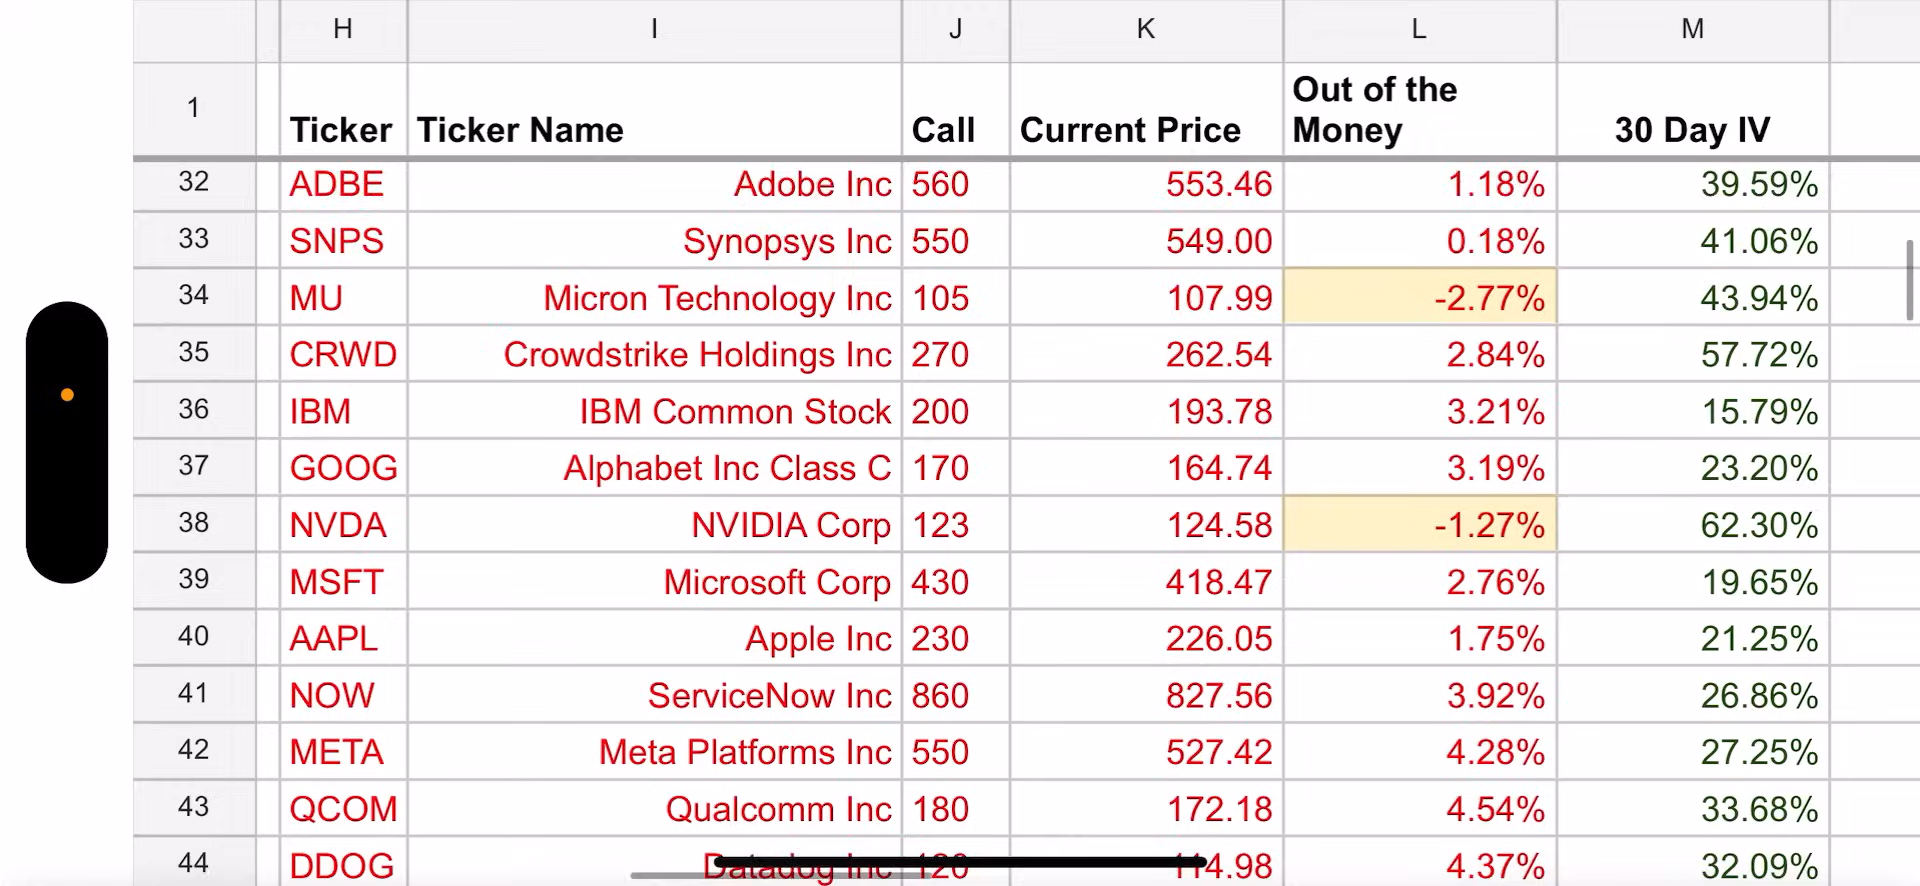 H I J K L M
1 Ticker Ticker Name Call Current Price Out of the Money 30 Day IV
32 ADBE Adobe Inc 560 553.46 1.18% 39.59%
33 SNPS Synopsys Inc 550 549.00 0.18% 41.06%
34 MU Micron Technology Inc 105 107.99 -2.77% 43.94%
35 CRWD Crowdstrike Holdings Inc 270 262.54 2.84% 57.72%
36 IBM IBM Common Stock 200 193.78 3.21% 15.79%
37 GOOG Alphabet Inc Class C 170 164.74 3.19% 23.20%
38 NVDA NVIDIA Corp 123 124.58 -1.27% 62.30%
39 MSFT Microsoft Corp 430 418.47 2.76% 19.65%
40 AAPL Apple Inc 230 226.05 1.75% 21.25%
41 NOW ServiceNow Inc 860 827.56 3.92% 26.86%
42 META Meta Platforms Inc 550 527.42 4.28% 27.25%
43 QCOM Qualcomm Inc 180 172.18 4.54% 33.68%
44 DDOG Datadog Inc 120 114.98 4.37% 32.09%